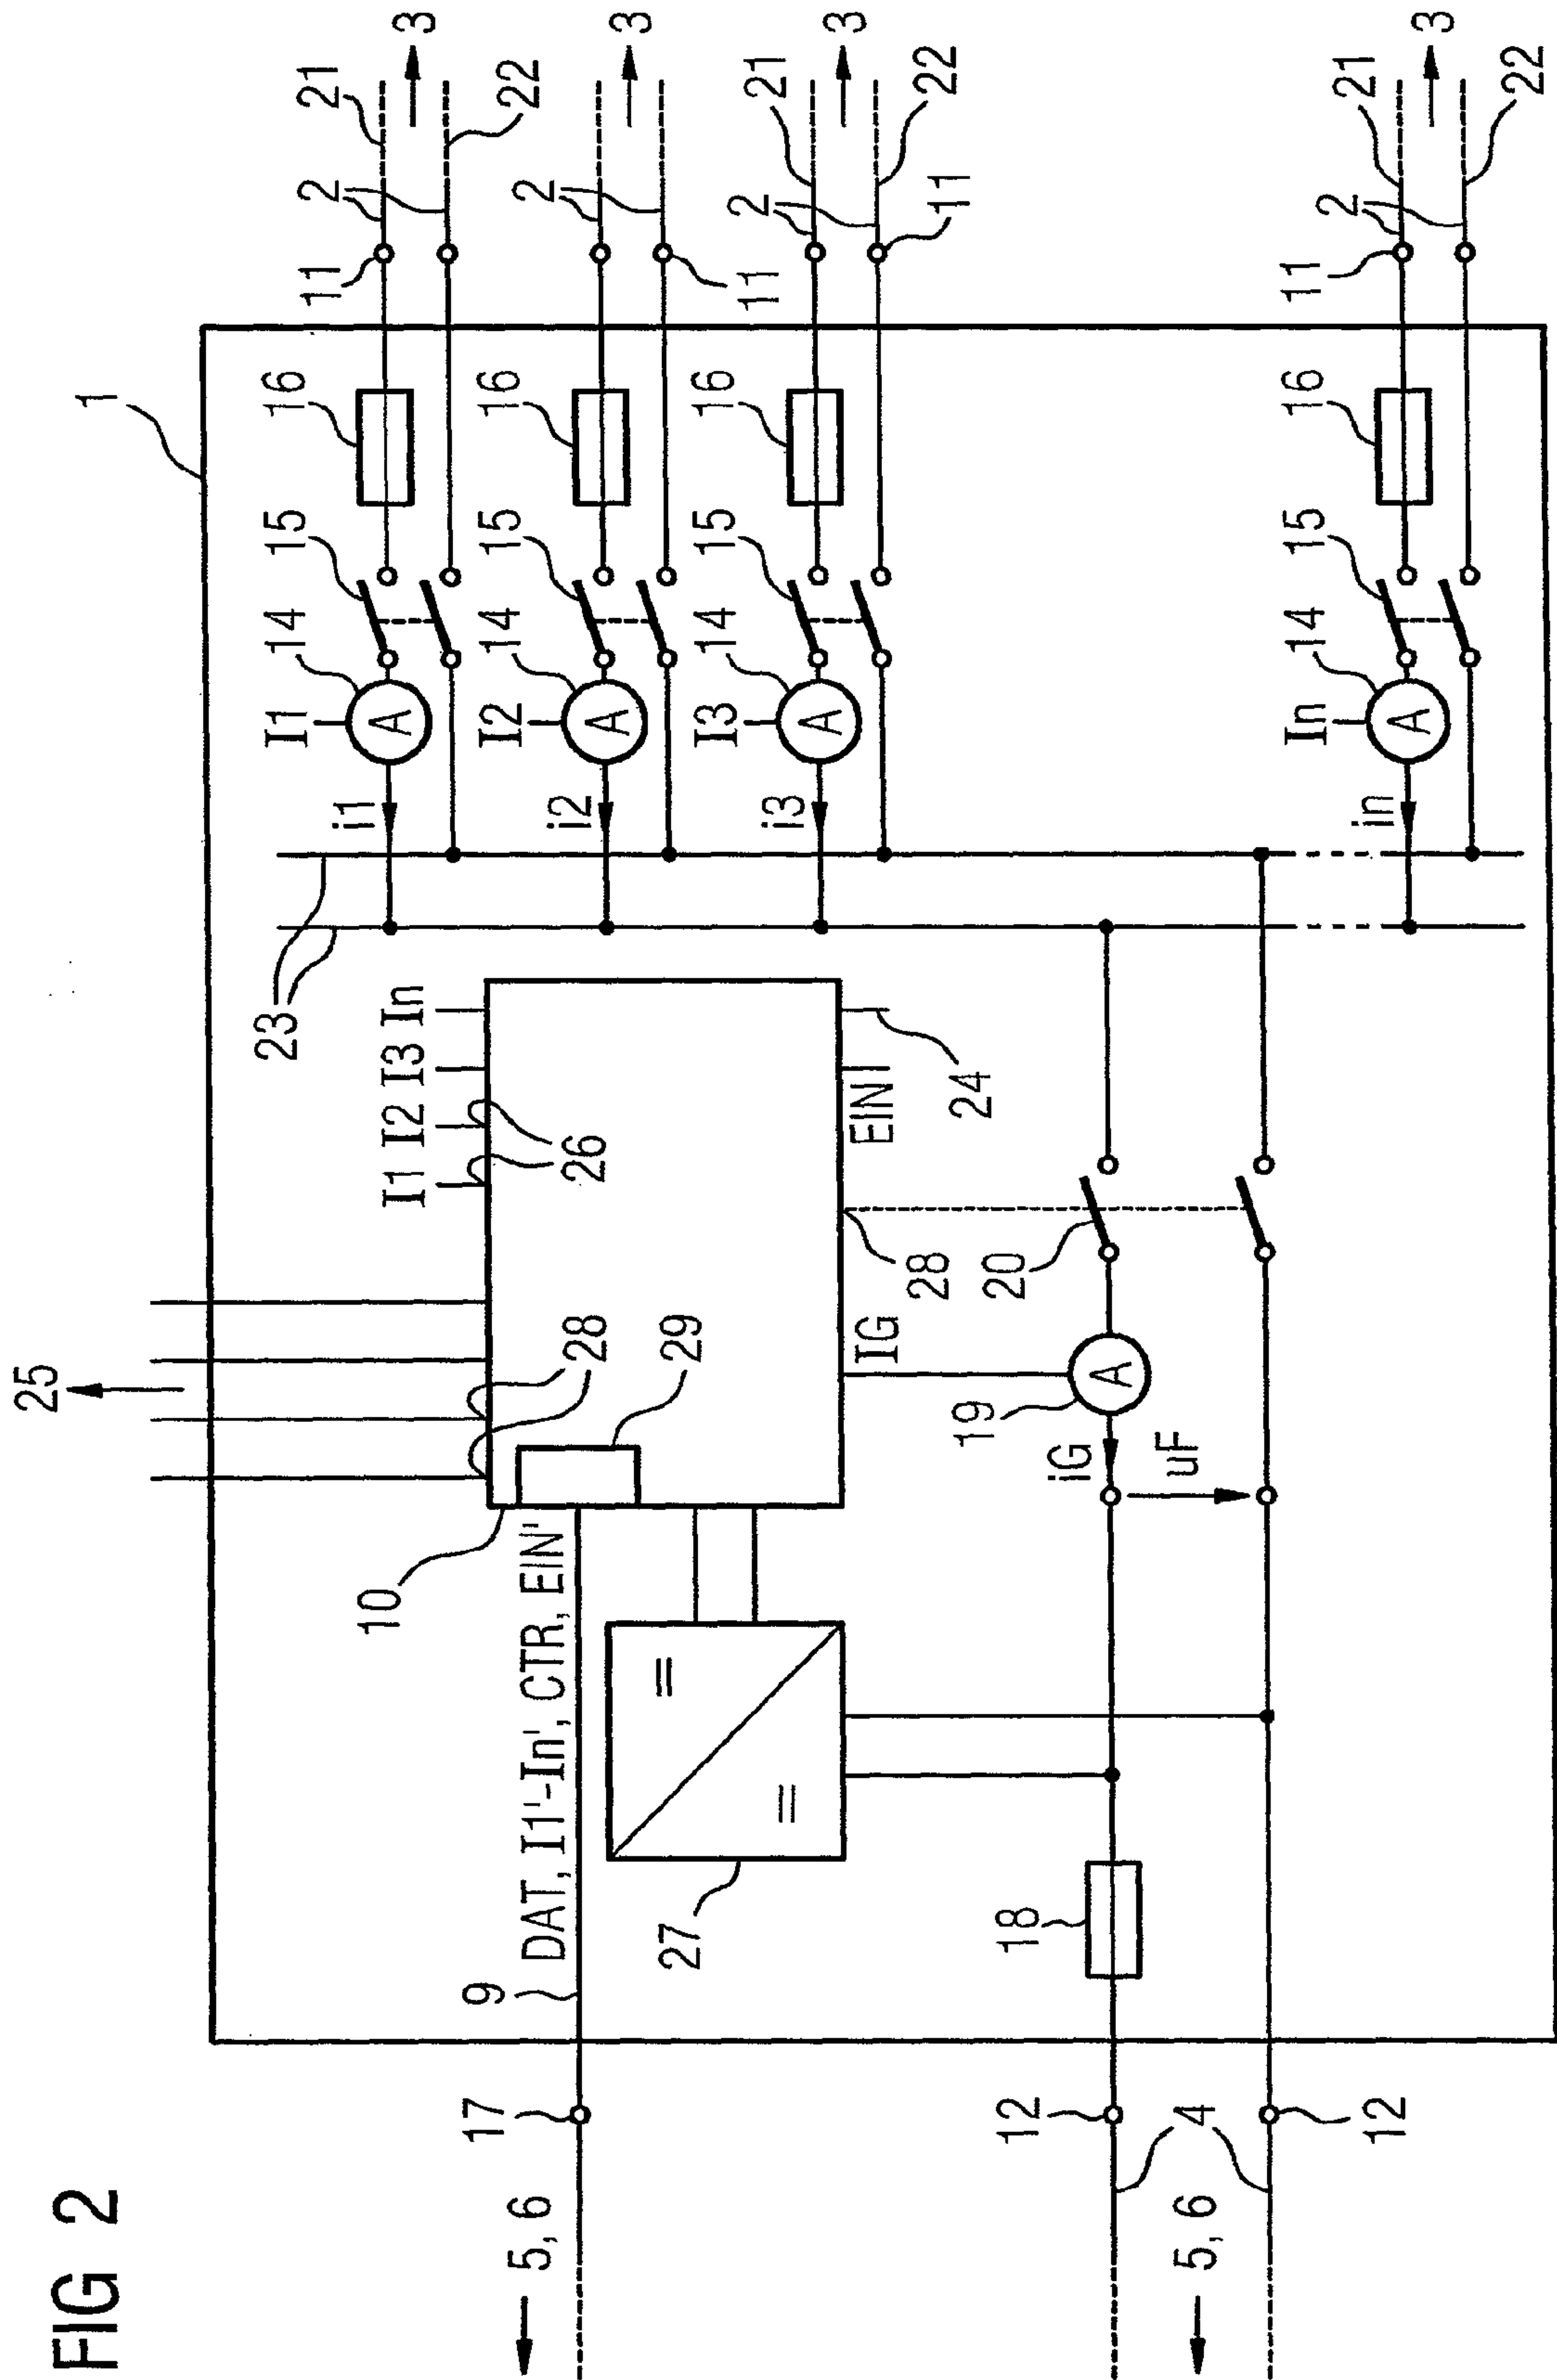 FIG 2
1
25
3
3
3
3
21
22
21
22
21
22
2
2
2
2
11
11
11
11
16
16
16
16
15
15
15
15
14
14
14
14
I1
I2
I3
In
A
A
A
A
i1
i2
i3
in
23
I1 I2 I3 In
26
28
29
10
EIN
24
28
20
IG
19
A
iG
uF
DAT, I1'-In', CTR, EIN'
9
=
=
27
18
17
12
12
4
5, 6
5, 6